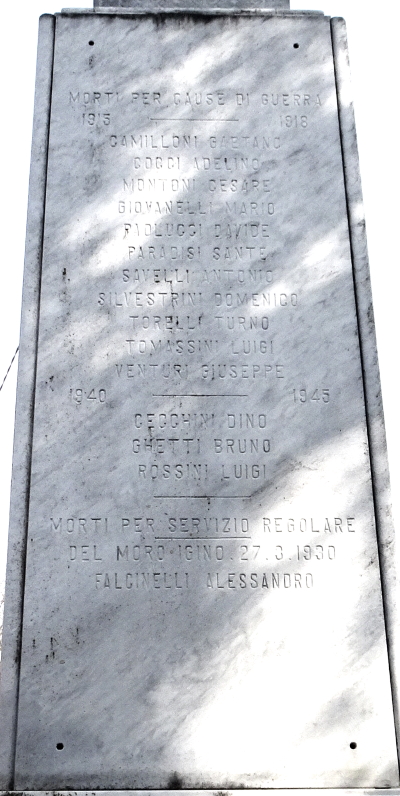 MORTI PER CAUSE DI GUERRA
1915 1918
CAMILLONI GAETANO
COCCI ADELINO
MONTONI CESARE
GIOVANELLI MARIO
PAOLUCCI DAVIDE
PARADISI SANTE
SAVELLI ANTONIO
SILVESTRINI DOMENICO
TORELLI TURNO
TOMASSINI LUIGI
VENTURI GIUSEPPE
1940 1945
CECCHINI DINO
GHETTI BRUNO
ROSSINI LUIGI
MORTI PER SERVIZIO REGOLARE
DEL MORO IGINO 27.3.1930
FALCINELLI ALESSANDRO